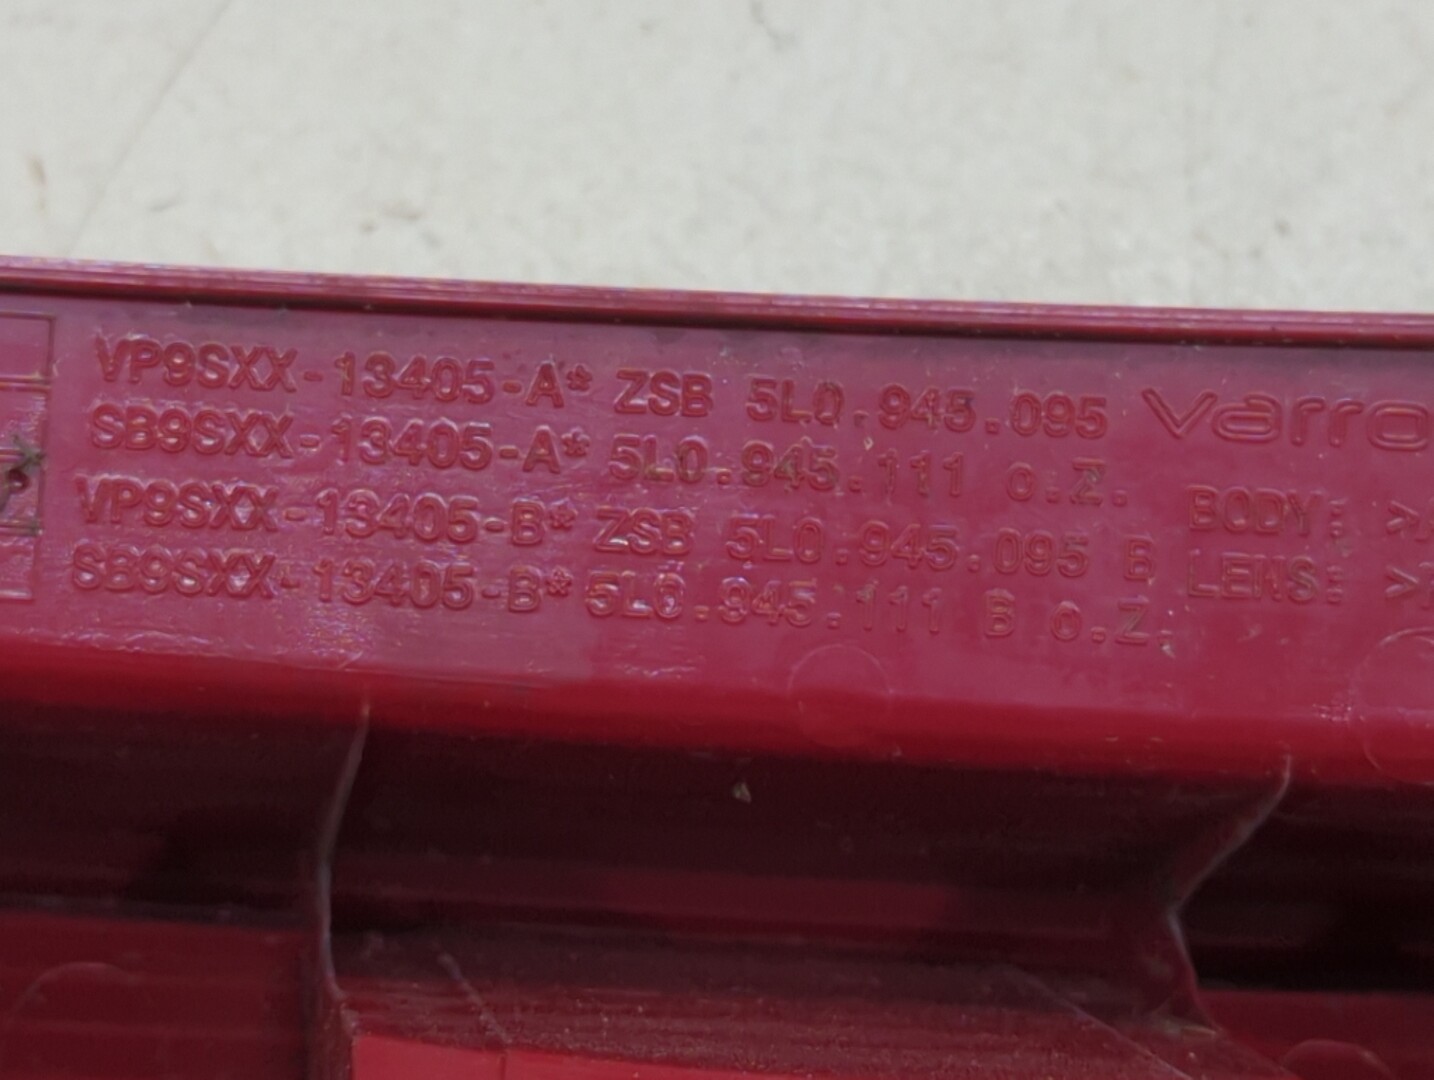 VP9SXX-13405-A* ZSB 5L0.945.095
SB9SXX-13405-A* 5L0.945.111 o.Z.
VP9SXX-13405-B* ZSB 5L0.945.095 B
SB9SXX-13405-B* 5L0.945.111 B o.Z.
varro
BODY: >
LENS: >